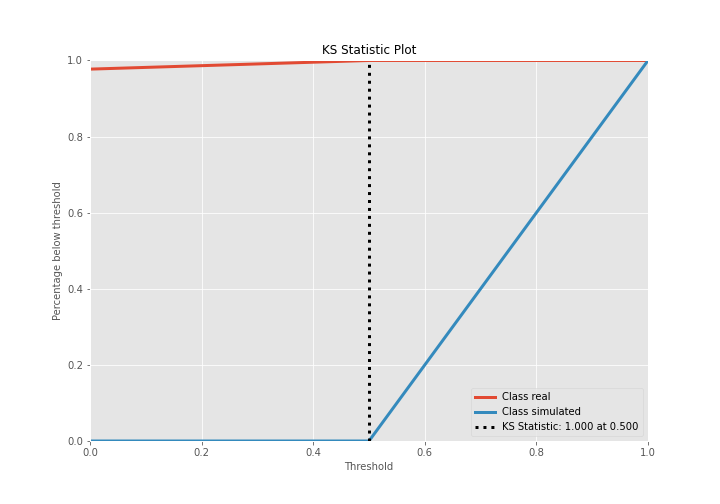 KS Statistic Plot
1.0
0.8
0.6
0.4
0.2
0.0
Percentage below threshold
0.0 0.2 0.4 0.6 0.8 1.0
Threshold
Class real
Class simulated
KS Statistic: 1.000 at 0.500